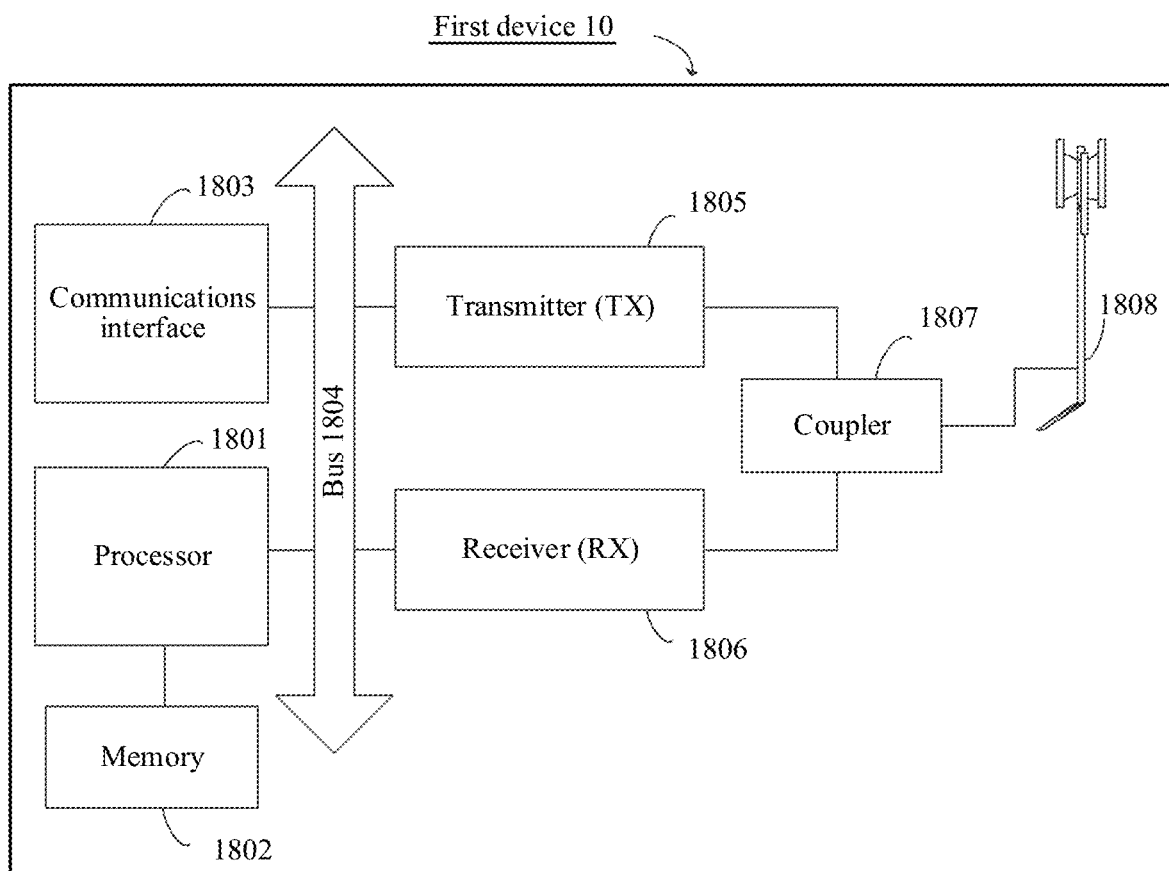 First device 10
1803
Communications
interface
1805
Transmitter (TX)
1807
Coupler
1808
Bus 1804
1801
Processor
Receiver (RX)
1806
Memory
1802